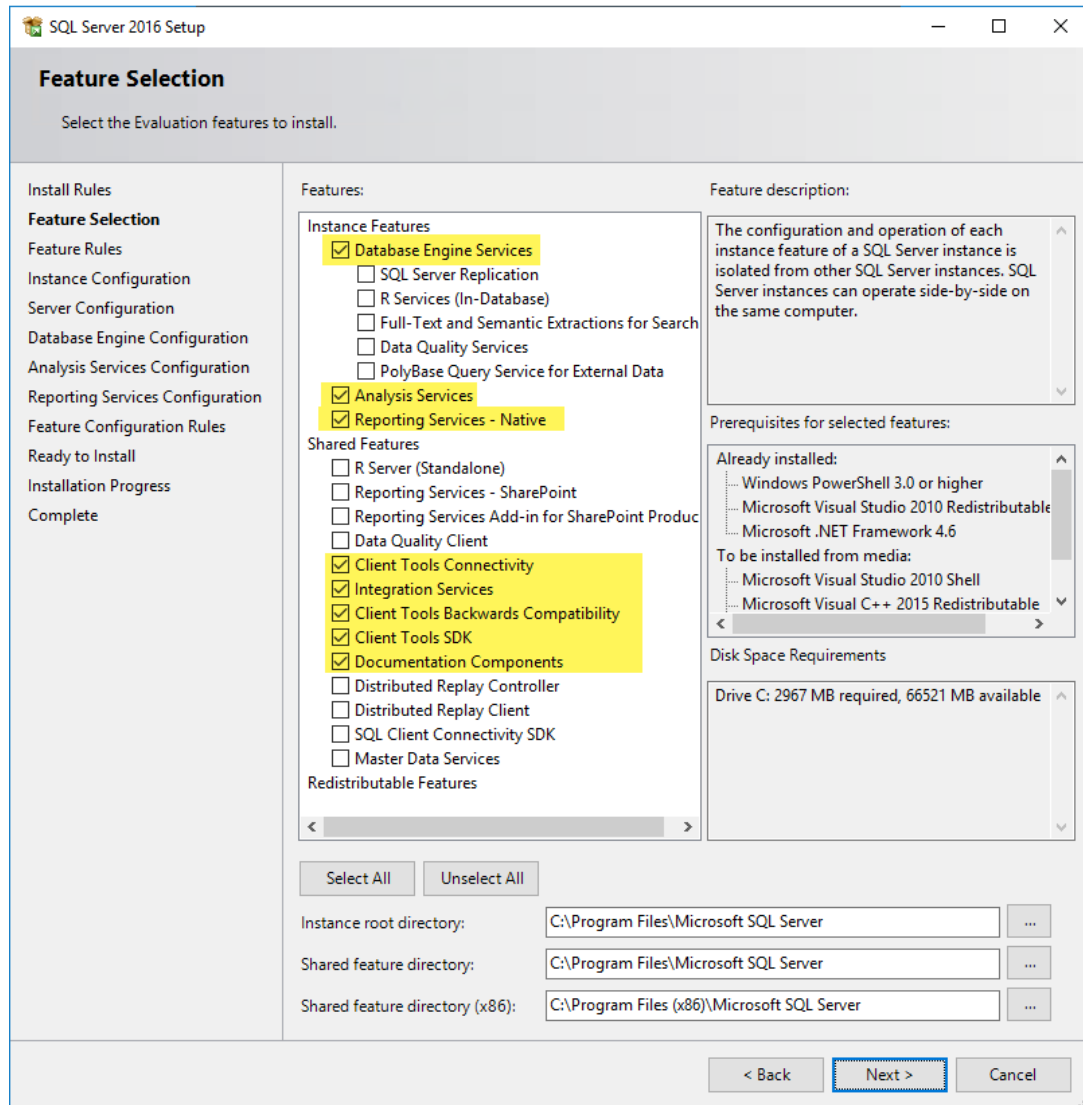 SQL Server 2016 Setup
Feature Selection
Select the Evaluation features to install.
Install Rules
Feature Selection
Feature Rules
Instance Configuration
Server Configuration
Database Engine Configuration
Analysis Services Configuration
Reporting Services Configuration
Feature Configuration Rules
Ready to Install
Installation Progress
Complete
Features:
Instance Features
Database Engine Services
SQL Server Replication
R Services (In-Database)
Full-Text and Semantic Extractions for Search
Data Quality Services
PolyBase Query Service for External Data
Analysis Services
Reporting Services - Native
Shared Features
R Server (Standalone)
Reporting Services - SharePoint
Reporting Services Add-in for SharePoint Produc
Data Quality Client
Client Tools Connectivity
Integration Services
Client Tools Backwards Compatibility
Client Tools SDK
Documentation Components
Distributed Replay Controller
Distributed Replay Client
SQL Client Connectivity SDK
Master Data Services
Redistributable Features
Feature description:
The configuration and operation of each
instance feature of a SQL Server instance is
isolated from other SQL Server instances. SQL
Server instances can operate side-by-side on
the same computer.
Prerequisites for selected features:
Already installed:
Windows PowerShell 3.0 or higher
Microsoft Visual Studio 2010 Redistributable
Microsoft .NET Framework 4.6
To be installed from media:
Microsoft Visual Studio 2010 Shell
Microsoft Visual C++ 2015 Redistributable
Disk Space Requirements
Drive C: 2967 MB required, 66521 MB available
Select All
Unselect All
Instance root directory:
C:\Program Files\Microsoft SQL Server
...
Shared feature directory:
C:\Program Files\Microsoft SQL Server
...
Shared feature directory (x86):
C:\Program Files (x86)\Microsoft SQL Server
...
< Back
Next >
Cancel